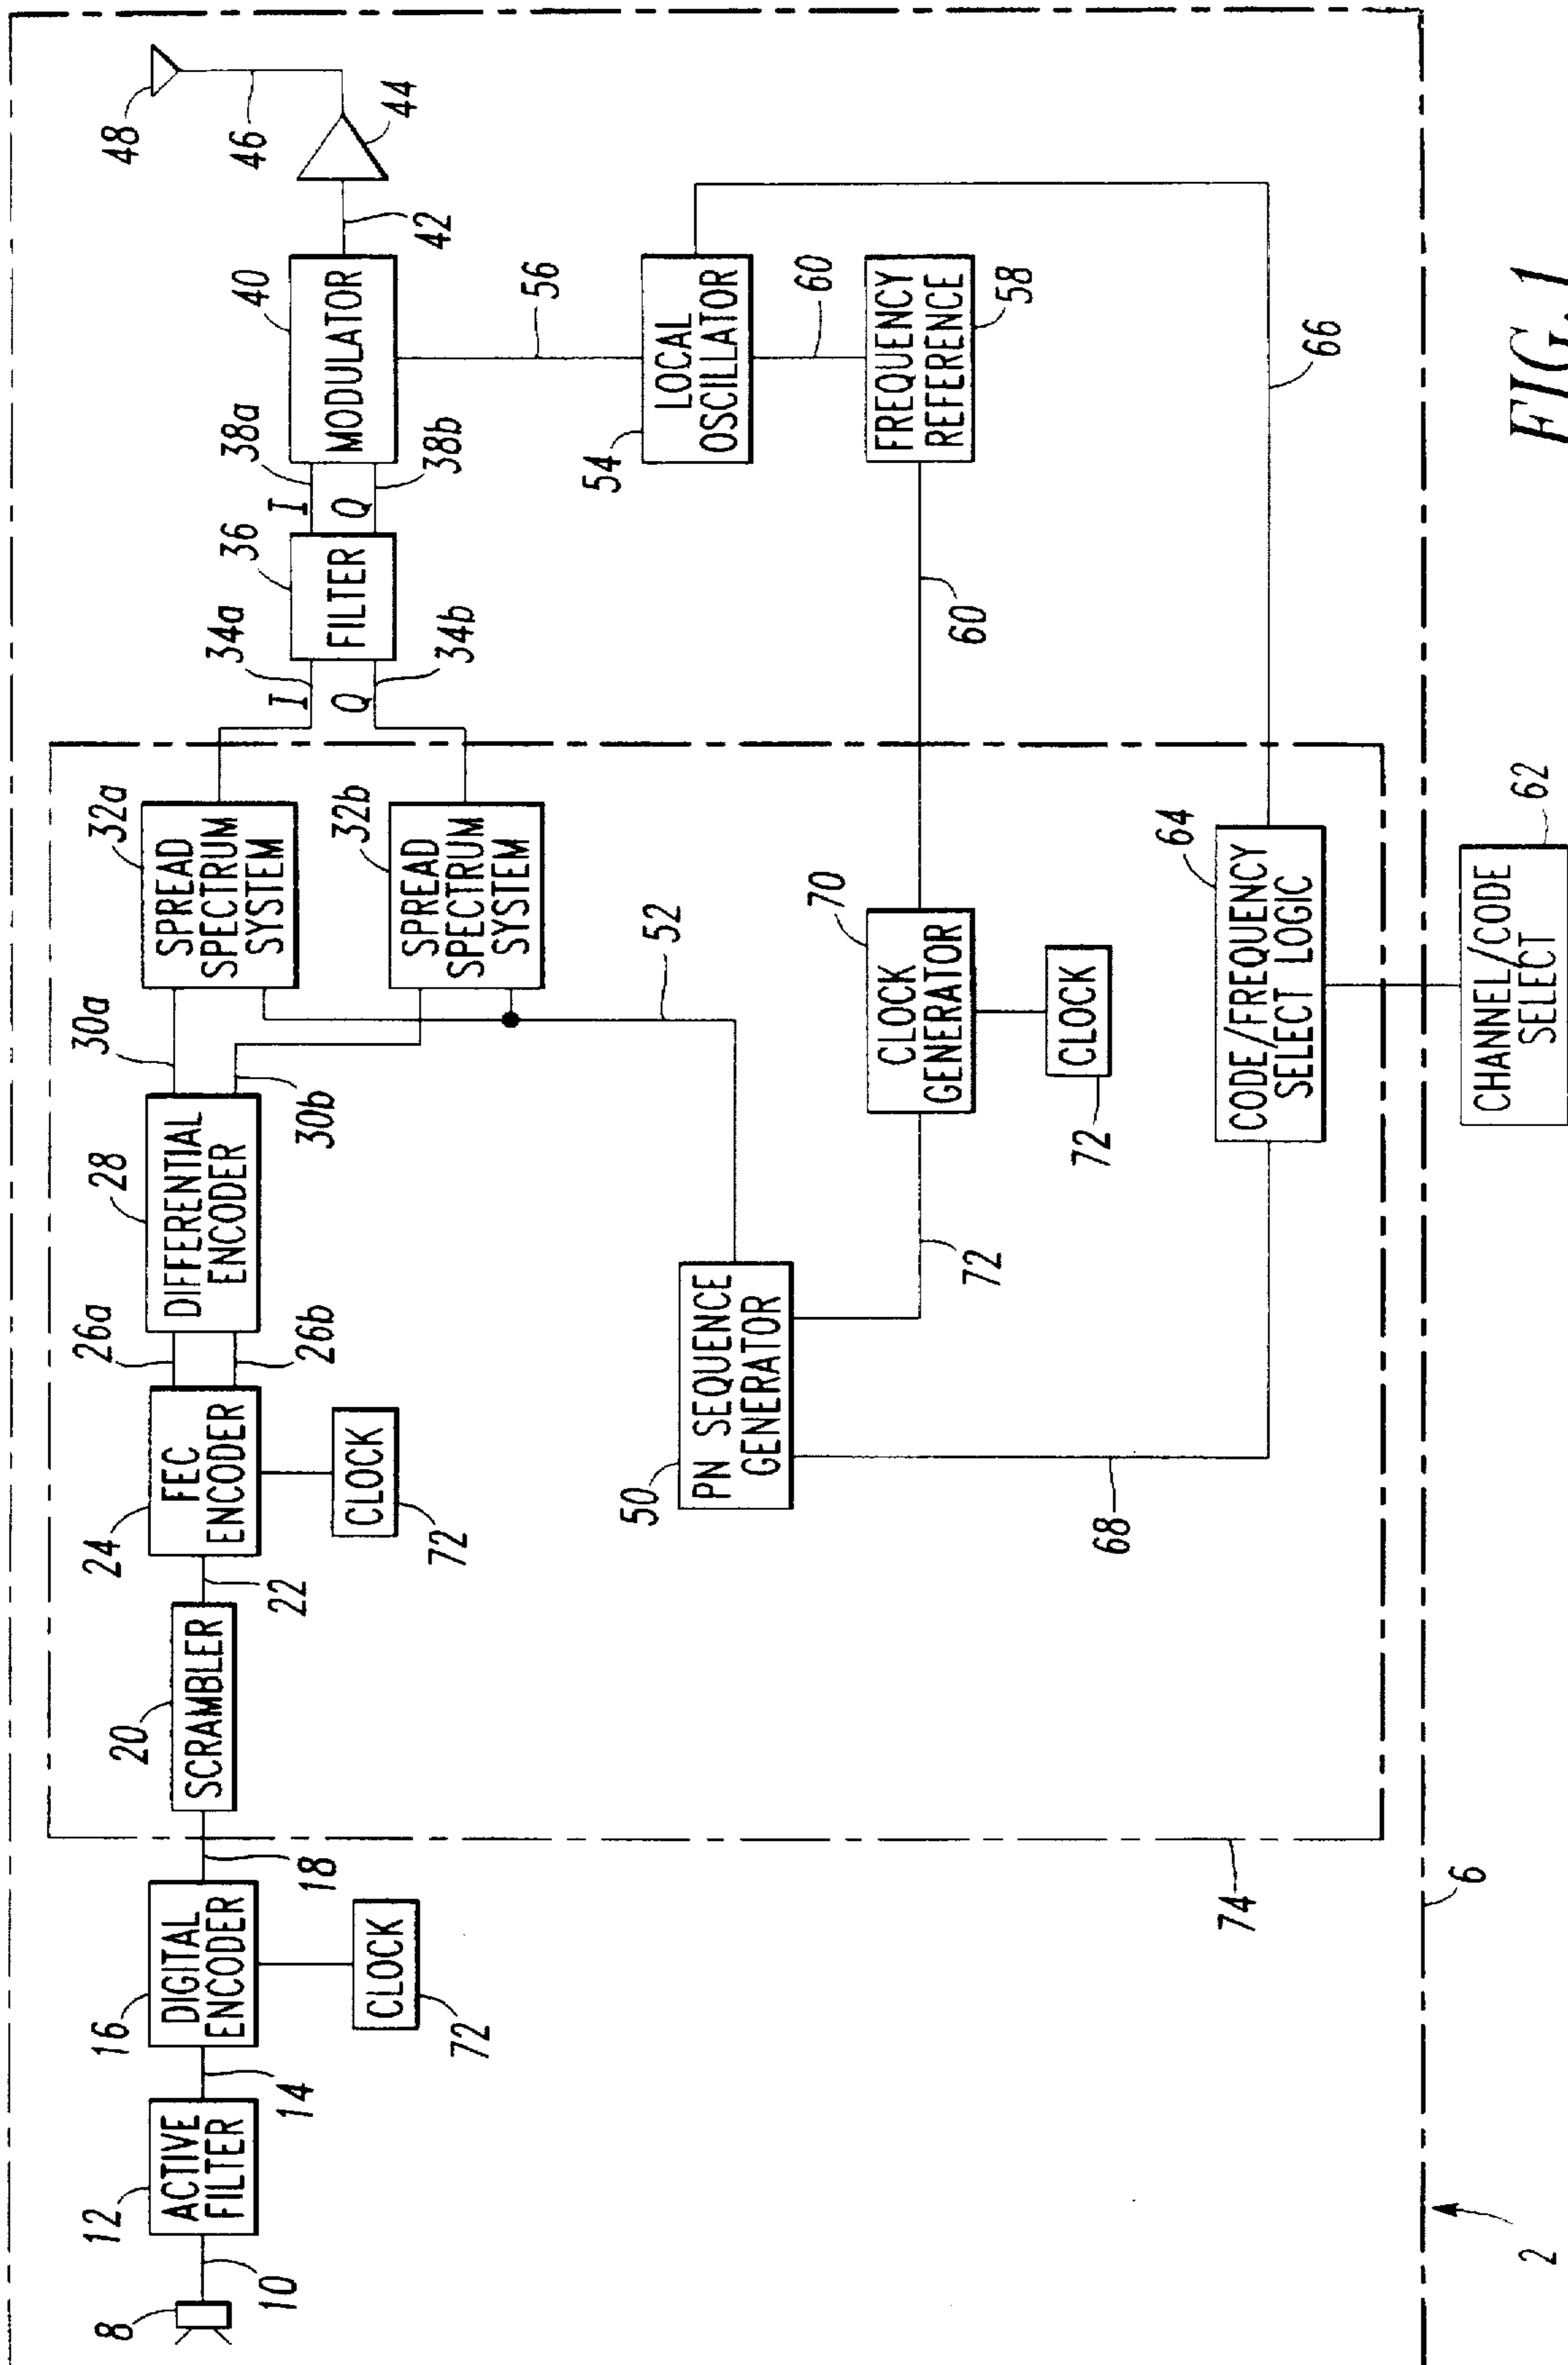 48
46
44
42
40
MODULATOR
38a
38b
I
Q
36
FILTER
34a
34b
I
Q
56
54
LOCAL
OSCILLATOR
60
FREQUENCY
REFERENCE
58
60
66
32a
SPREAD
SPECTRUM
SYSTEM
32b
SPREAD
SPECTRUM
SYSTEM
30a
30b
52
28
DIFFERENTIAL
ENCODER
26a
26b
24
FEC
ENCODER
CLOCK
72
22
20
SCRAMBLER
18
16
DIGITAL
ENCODER
CLOCK
72
14
12
ACTIVE
FILTER
10
8
50
PN SEQUENCE
GENERATOR
72
70
CLOCK
GENERATOR
CLOCK
72
68
64
CODE/FREQUENCY
SELECT LOGIC
62
CHANNEL/CODE
SELECT
74
6
2
FIG. 1